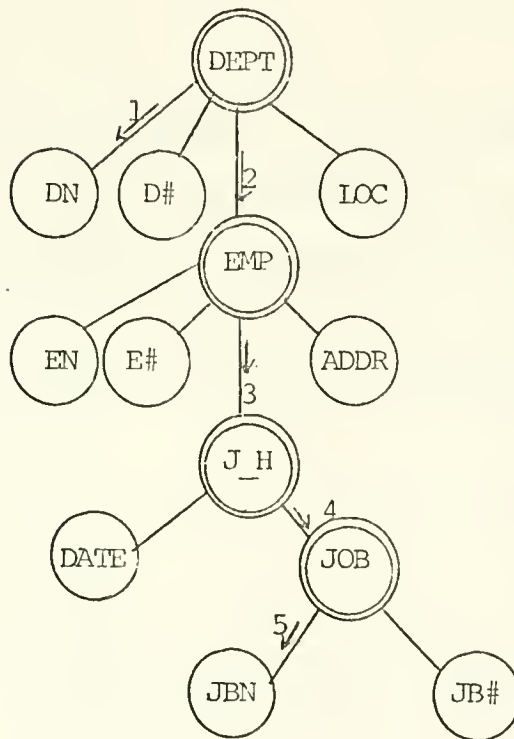 DEPT
1
2
DN D# LOC
EMP
EN E# ADDR
3
J_H
4
DATE JOB
5
JBN JB#